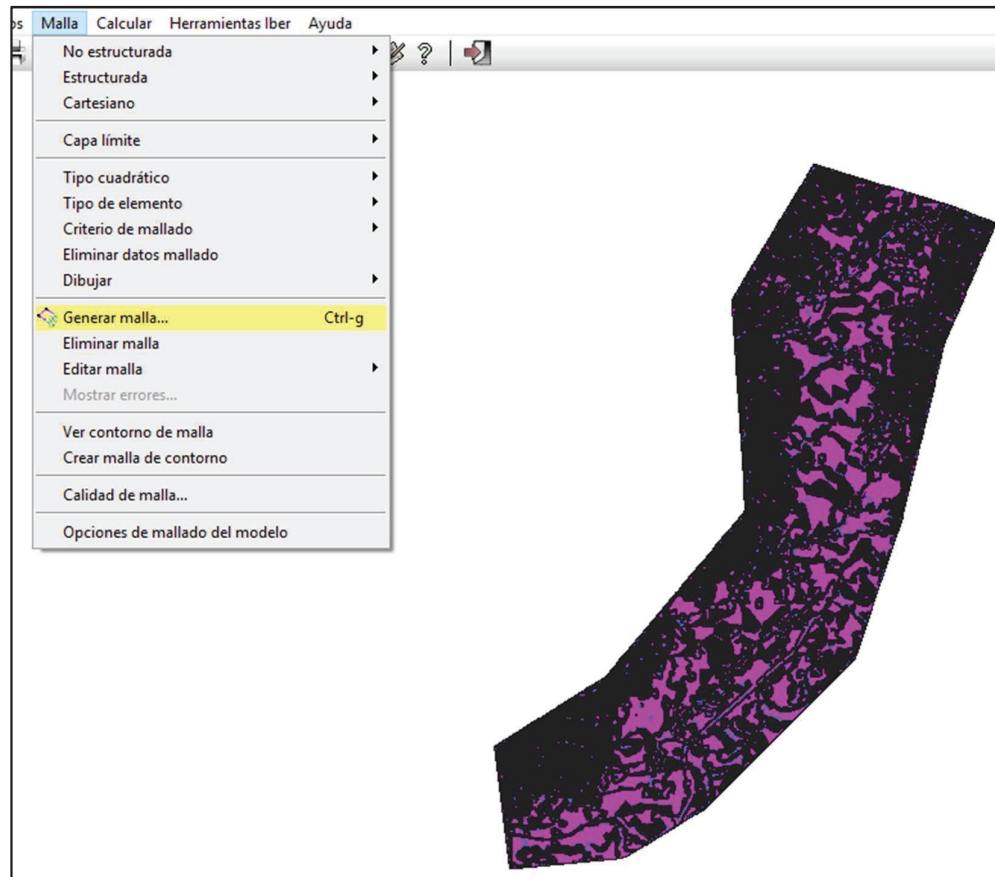 Malla Calcular Herramientas Iber Ayuda
No estructurada
Estructurada
Cartesiano
Capa límite
Tipo cuadrático
Tipo de elemento
Criterio de mallado
Eliminar datos mallado
Dibujar
Generar malla... Ctrl-g
Eliminar malla
Editar malla
Mostrar errores...
Ver contorno de malla
Crear malla de contorno
Calidad de malla...
Opciones de mallado del modelo